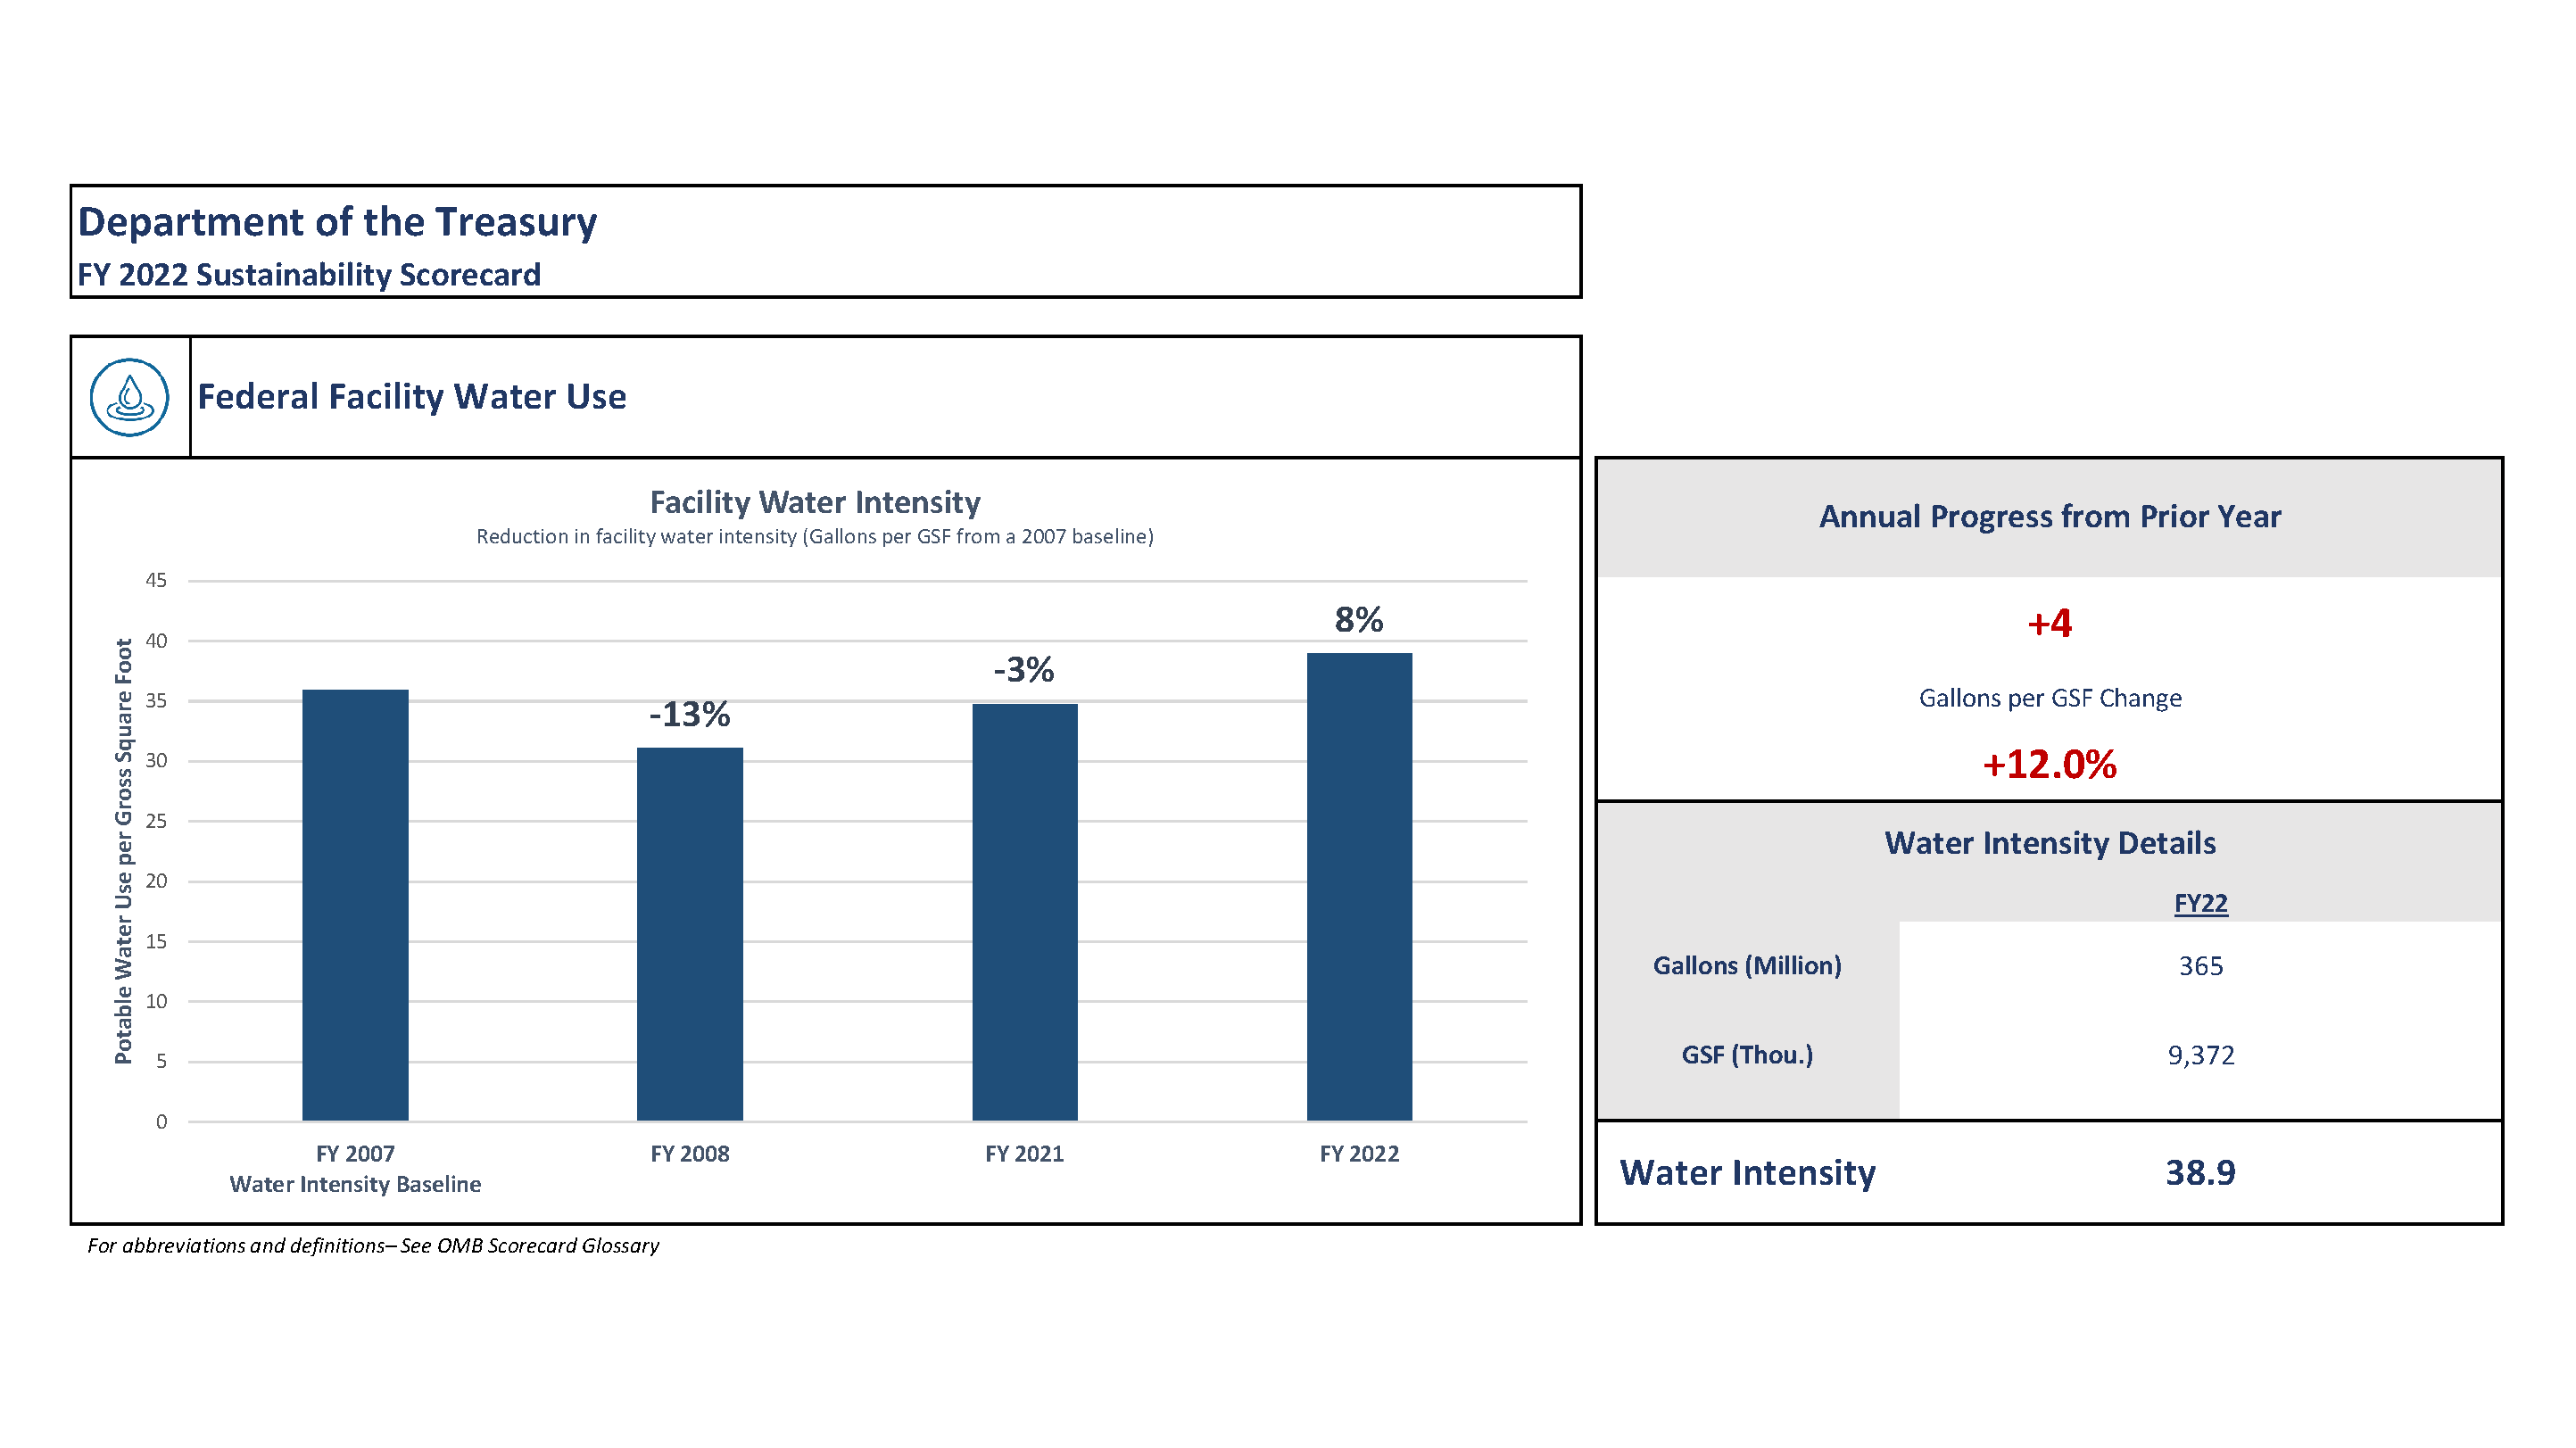 Department of the Treasury
FY 2022 Sustainability Scorecard
Federal Facility Water Use
Facility Water Intensity
Reduction in facility water intensity (Gallons per GSF from a 2007 baseline)
Potable Water Use per Gross Square Foot
45
40
35
30
25
20
15
10
5
0
-13%
-3%
8%
FY 2007
Water Intensity Baseline
FY 2008
FY 2021
FY 2022
Annual Progress from Prior Year
+4
Gallons per GSF Change
+12.0%
Water Intensity Details
FY22
Gallons (Million) 365
GSF (Thou.) 9,372
Water Intensity 38.9
For abbreviations and definitions– See OMB Scorecard Glossary